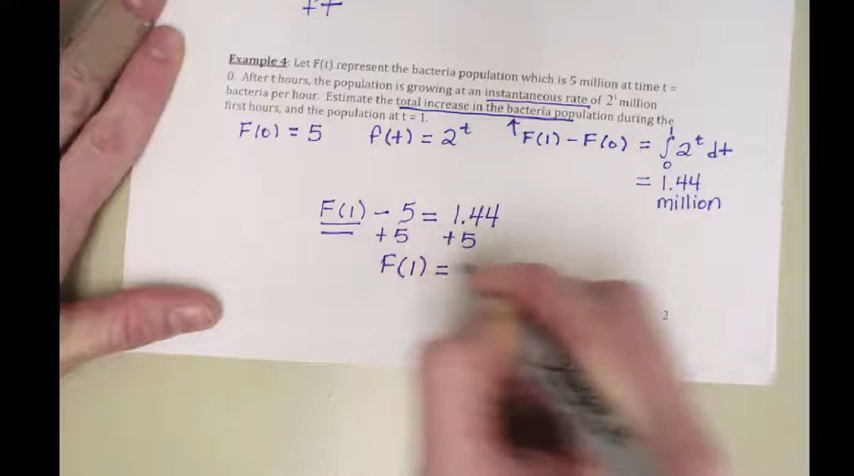 Example 4: Let F(t) represent the bacteria population which is 5 million at time t =
0. After t hours, the population is growing at an instantaneous rate of 2ᵗ million
bacteria per hour. Estimate the total increase in the bacteria population during the
first hours, and the population at t = 1.
F(0) = 5 f(t) = 2ᵗ ↑F(1) - F(0) = ∫₀¹ 2ᵗ dt
= 1.44
million
F(1) - 5 = 1.44
+5 +5
F(1) =
2